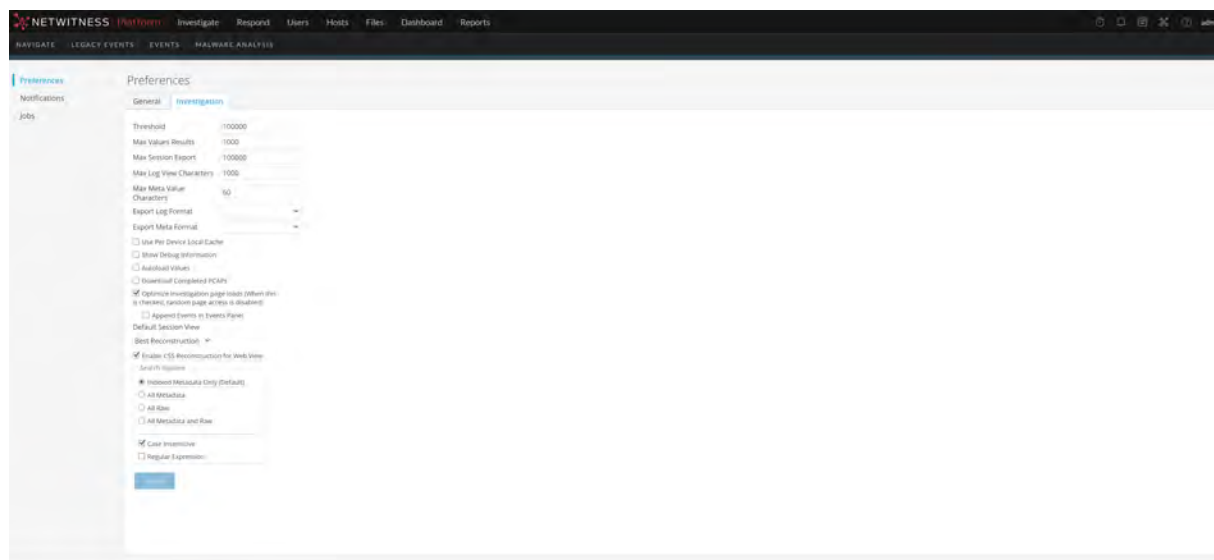 NETWITNESS Platform Investigate Respond Users Hosts Files Dashboard Reports
NAVIGATE LEGACY EVENTS EVENTS MALWARE ANALYSIS
Preferences
Notifications
Jobs
Preferences
General Investigation
Threshold 100000
Max Values Results 1000
Max Session Export 100000
Max Log View Characters 1000
Max Meta Value
Characters 60
Export Log Format
Export Meta Format
Use Per Device Local Cache
Show Debug Information
Autoload Values
Download Completed PCAPs
Optimize Investigation page loads (When this
is checked, random page access is disabled)
Append Events in Events Panel
Default Session View
Best Reconstruction
Enable CSS Reconstruction for Web View
Search Options
Indexed Metadata Only (Default)
All Metadata
All Raw
All Metadata and Raw
Case Insensitive
Regular Expression